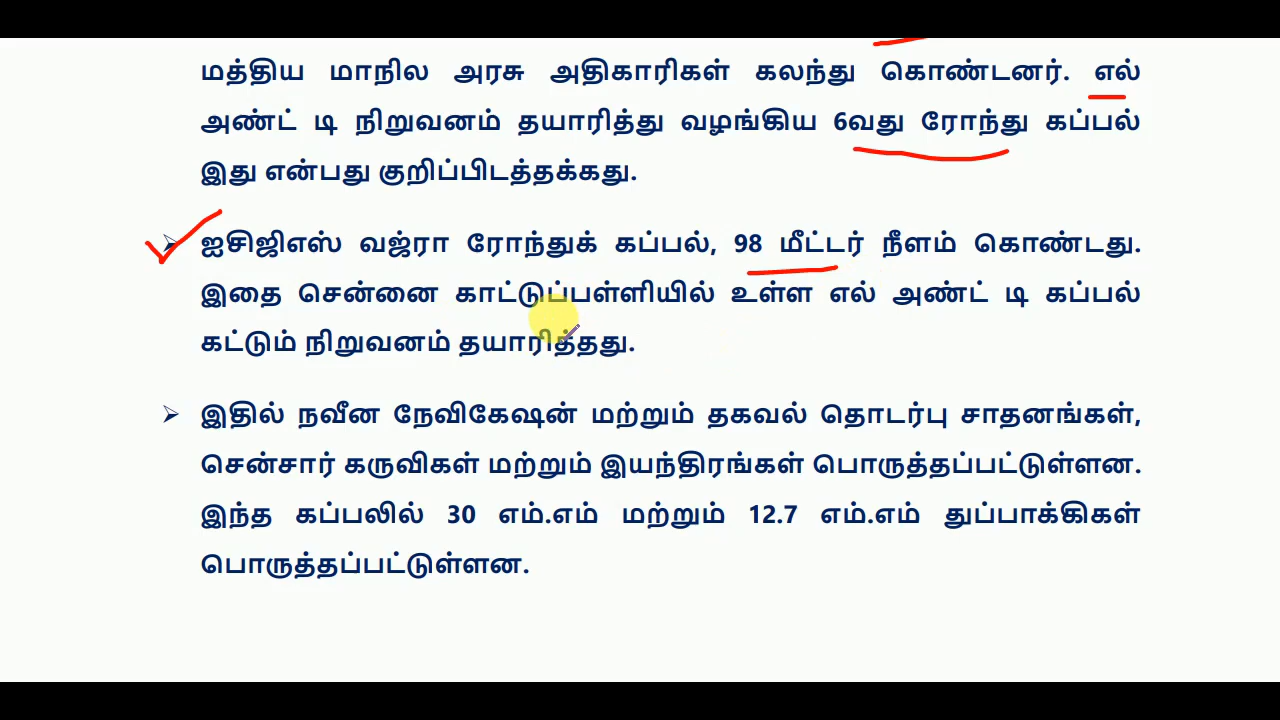 மத்திய மாநில அரசு அதிகாரிகள் கலந்து கொண்டனர். எல்
அண்ட் டி நிறுவனம் தயாரித்து வழங்கிய 6வது ரோந்து கப்பல்
இது என்பது குறிப்பிடத்தக்கது.
➢ ஐசிஜிஎஸ் வஜ்ரா ரோந்துக் கப்பல், 98 மீட்டர் நீளம் கொண்டது.
இதை சென்னை காட்டுப்பள்ளியில் உள்ள எல் அண்ட் டி கப்பல்
கட்டும் நிறுவனம் தயாரித்தது.
➢ இதில் நவீன நேவிகேஷன் மற்றும் தகவல் தொடர்பு சாதனங்கள்,
சென்சார் கருவிகள் மற்றும் இயந்திரங்கள் பொருத்தப்பட்டுள்ளன.
இந்த கப்பலில் 30 எம்.எம் மற்றும் 12.7 எம்.எம் துப்பாக்கிகள்
பொருத்தப்பட்டுள்ளன.